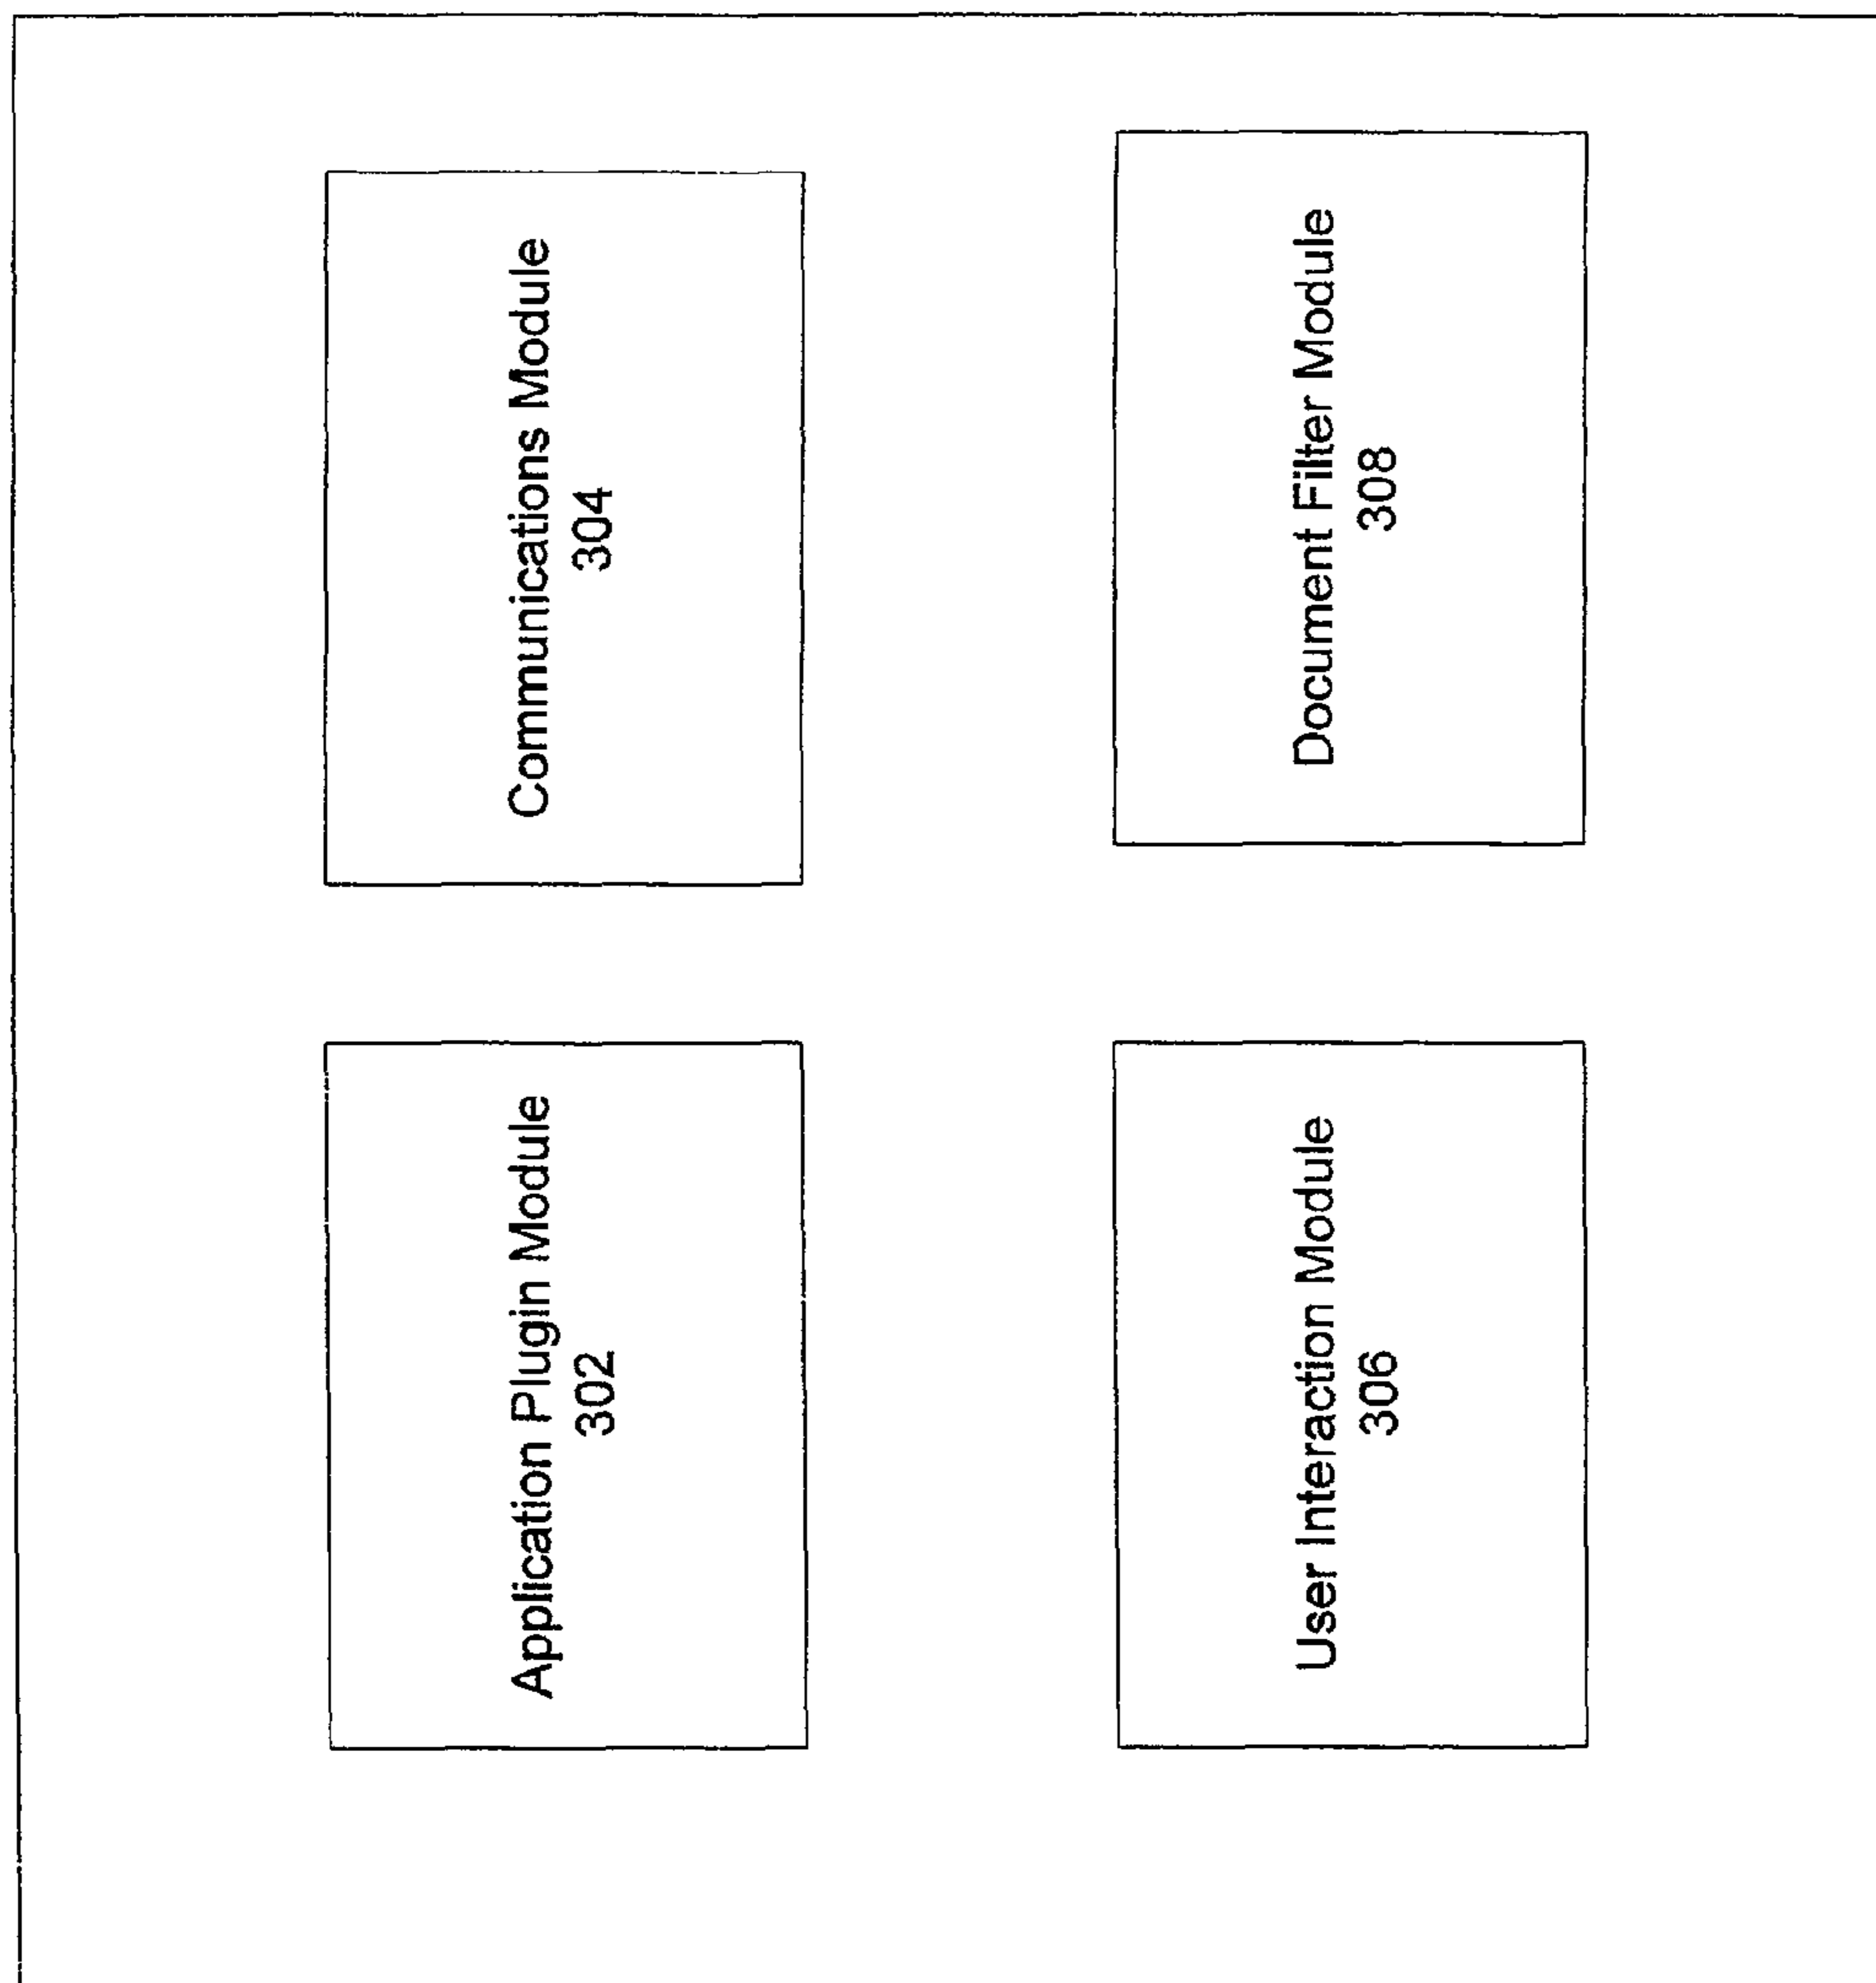 Application Plugin Module
302
Communications Module
304
User Interaction Module
306
Document Filter Module
308